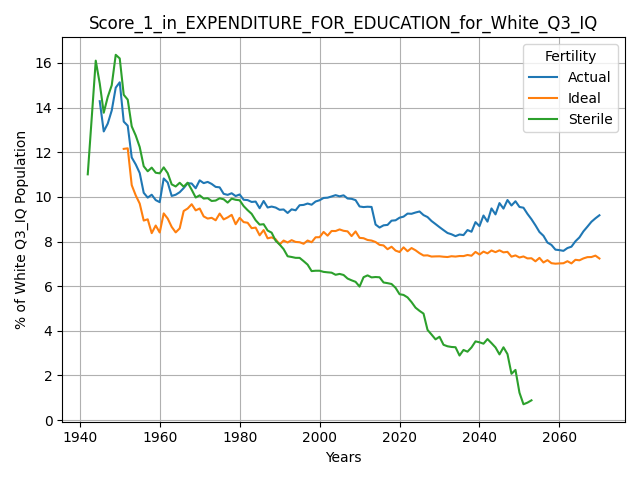 Score_1_in_EXPENDITURE_FOR_EDUCATION_for_White_Q3_IQ
Fertility
Actual
Ideal
Sterile
% of White Q3_IQ Population
16
14
12
10
8
6
4
2
0
1940 1960 1980 2000 2020 2040 2060
Years